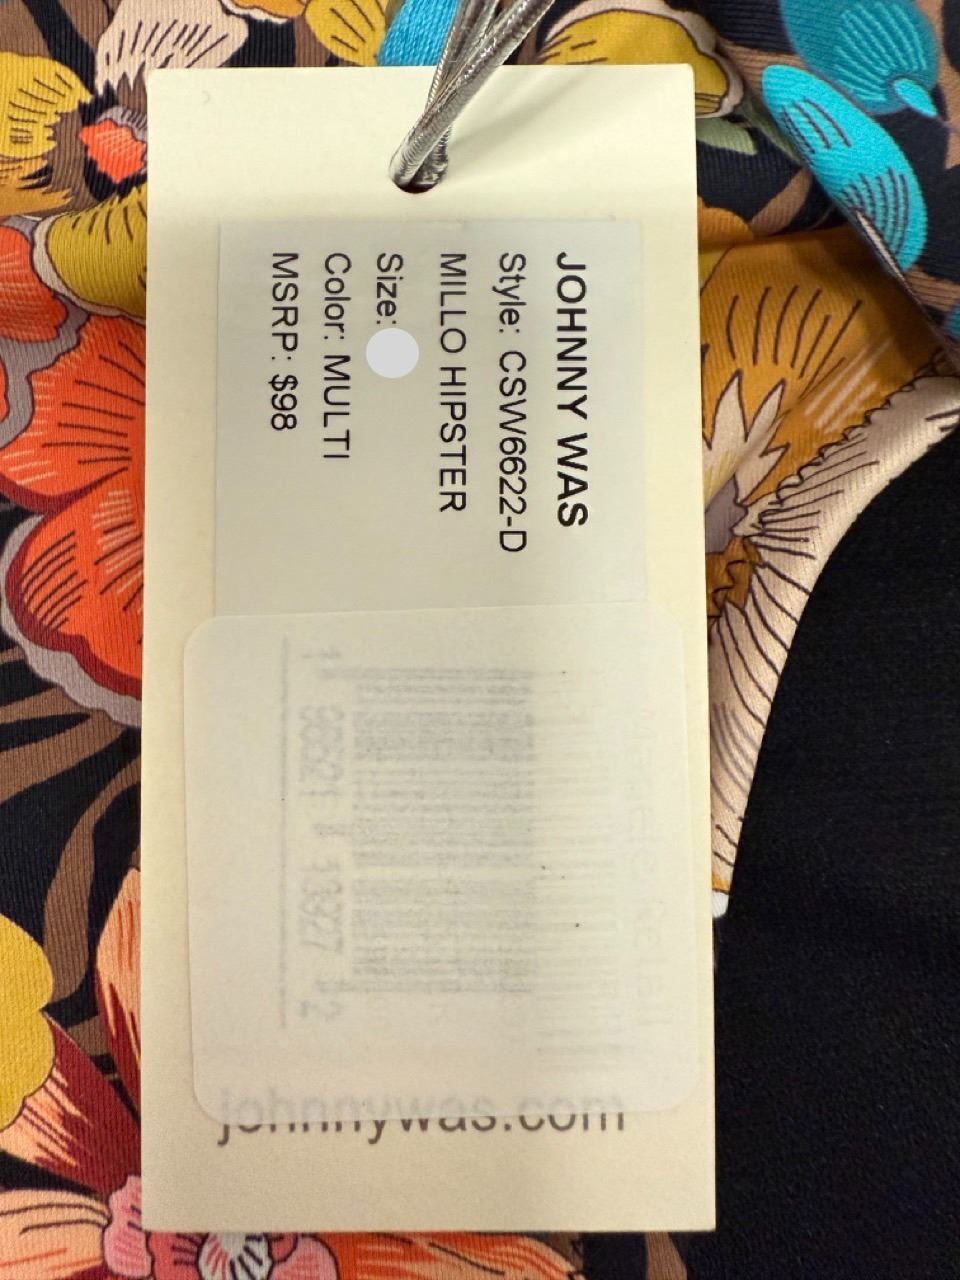 JOHNNY WAS
Style: CSW6622-D
MILLO HIPSTER
Size:
Color: MULTI
MSRP: $98
johnnywas.com